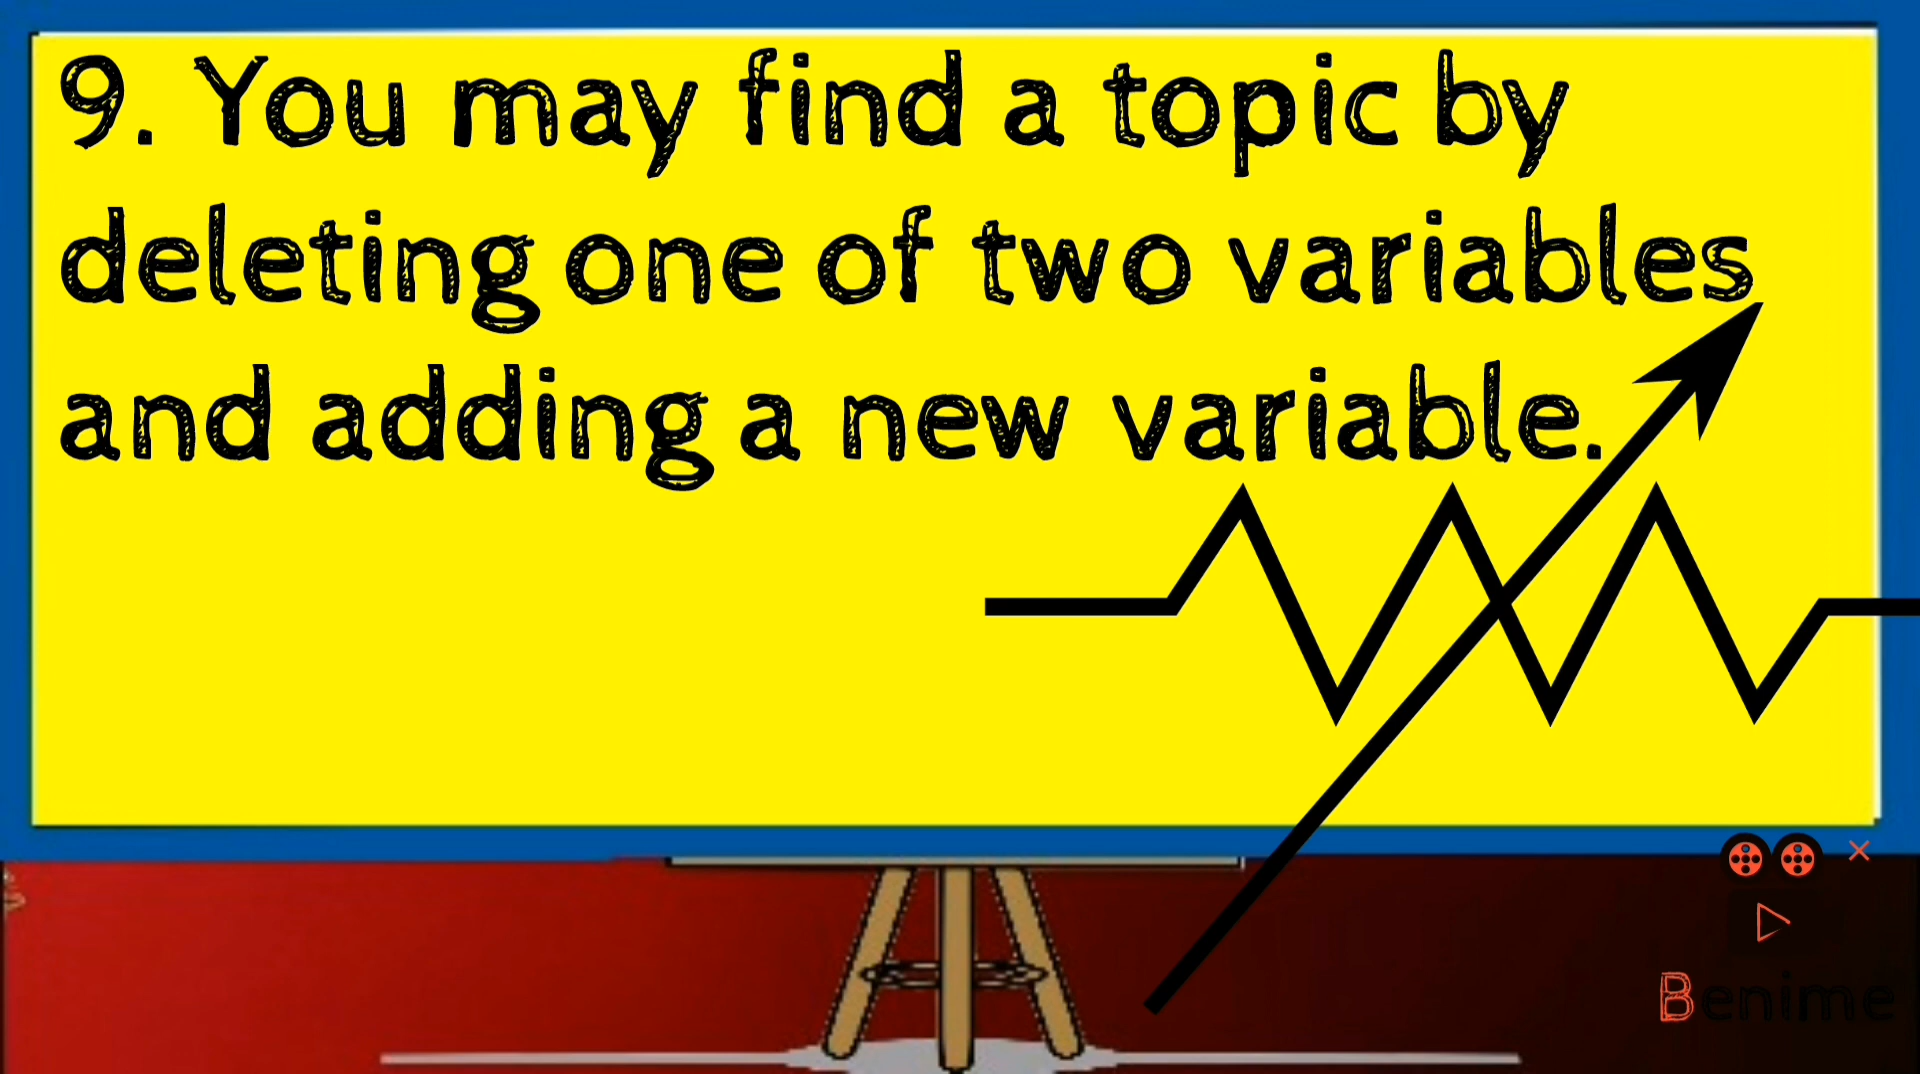 9. You may find a topic by
deleting one of two variables
and adding a new variable.
Benime